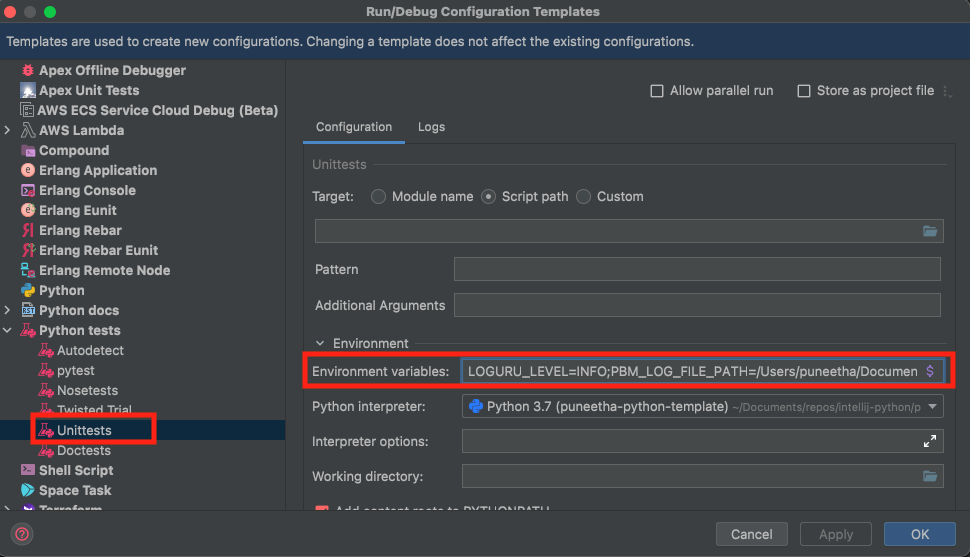 Run/Debug Configuration Templates
Templates are used to create new configurations. Changing a template does not affect the existing configurations.
Apex Offline Debugger
Apex Unit Tests
AWS ECS Service Cloud Debug (Beta)
AWS Lambda
Compound
Erlang Application
Erlang Console
Erlang Eunit
Erlang Rebar
Erlang Rebar Eunit
Erlang Remote Node
Python
Python docs
Python tests
Autodetect
pytest
Nosetests
Twisted Trial
Unittests
Doctests
Shell Script
Space Task
Terraform
Allow parallel run
Store as project file
Configuration
Logs
Unittests
Target:
Module name
Script path
Custom
Pattern
Additional Arguments
Environment
Environment variables:
LOGURU_LEVEL=INFO;PBM_LOG_FILE_PATH=/Users/puneetha/Documen
$
Python interpreter:
Python 3.7 (puneetha-python-template) ~/Documents/repos/intellij-python/p
Interpreter options:
Working directory:
Add content roots to PYTHONPATH
?
Cancel
Apply
OK